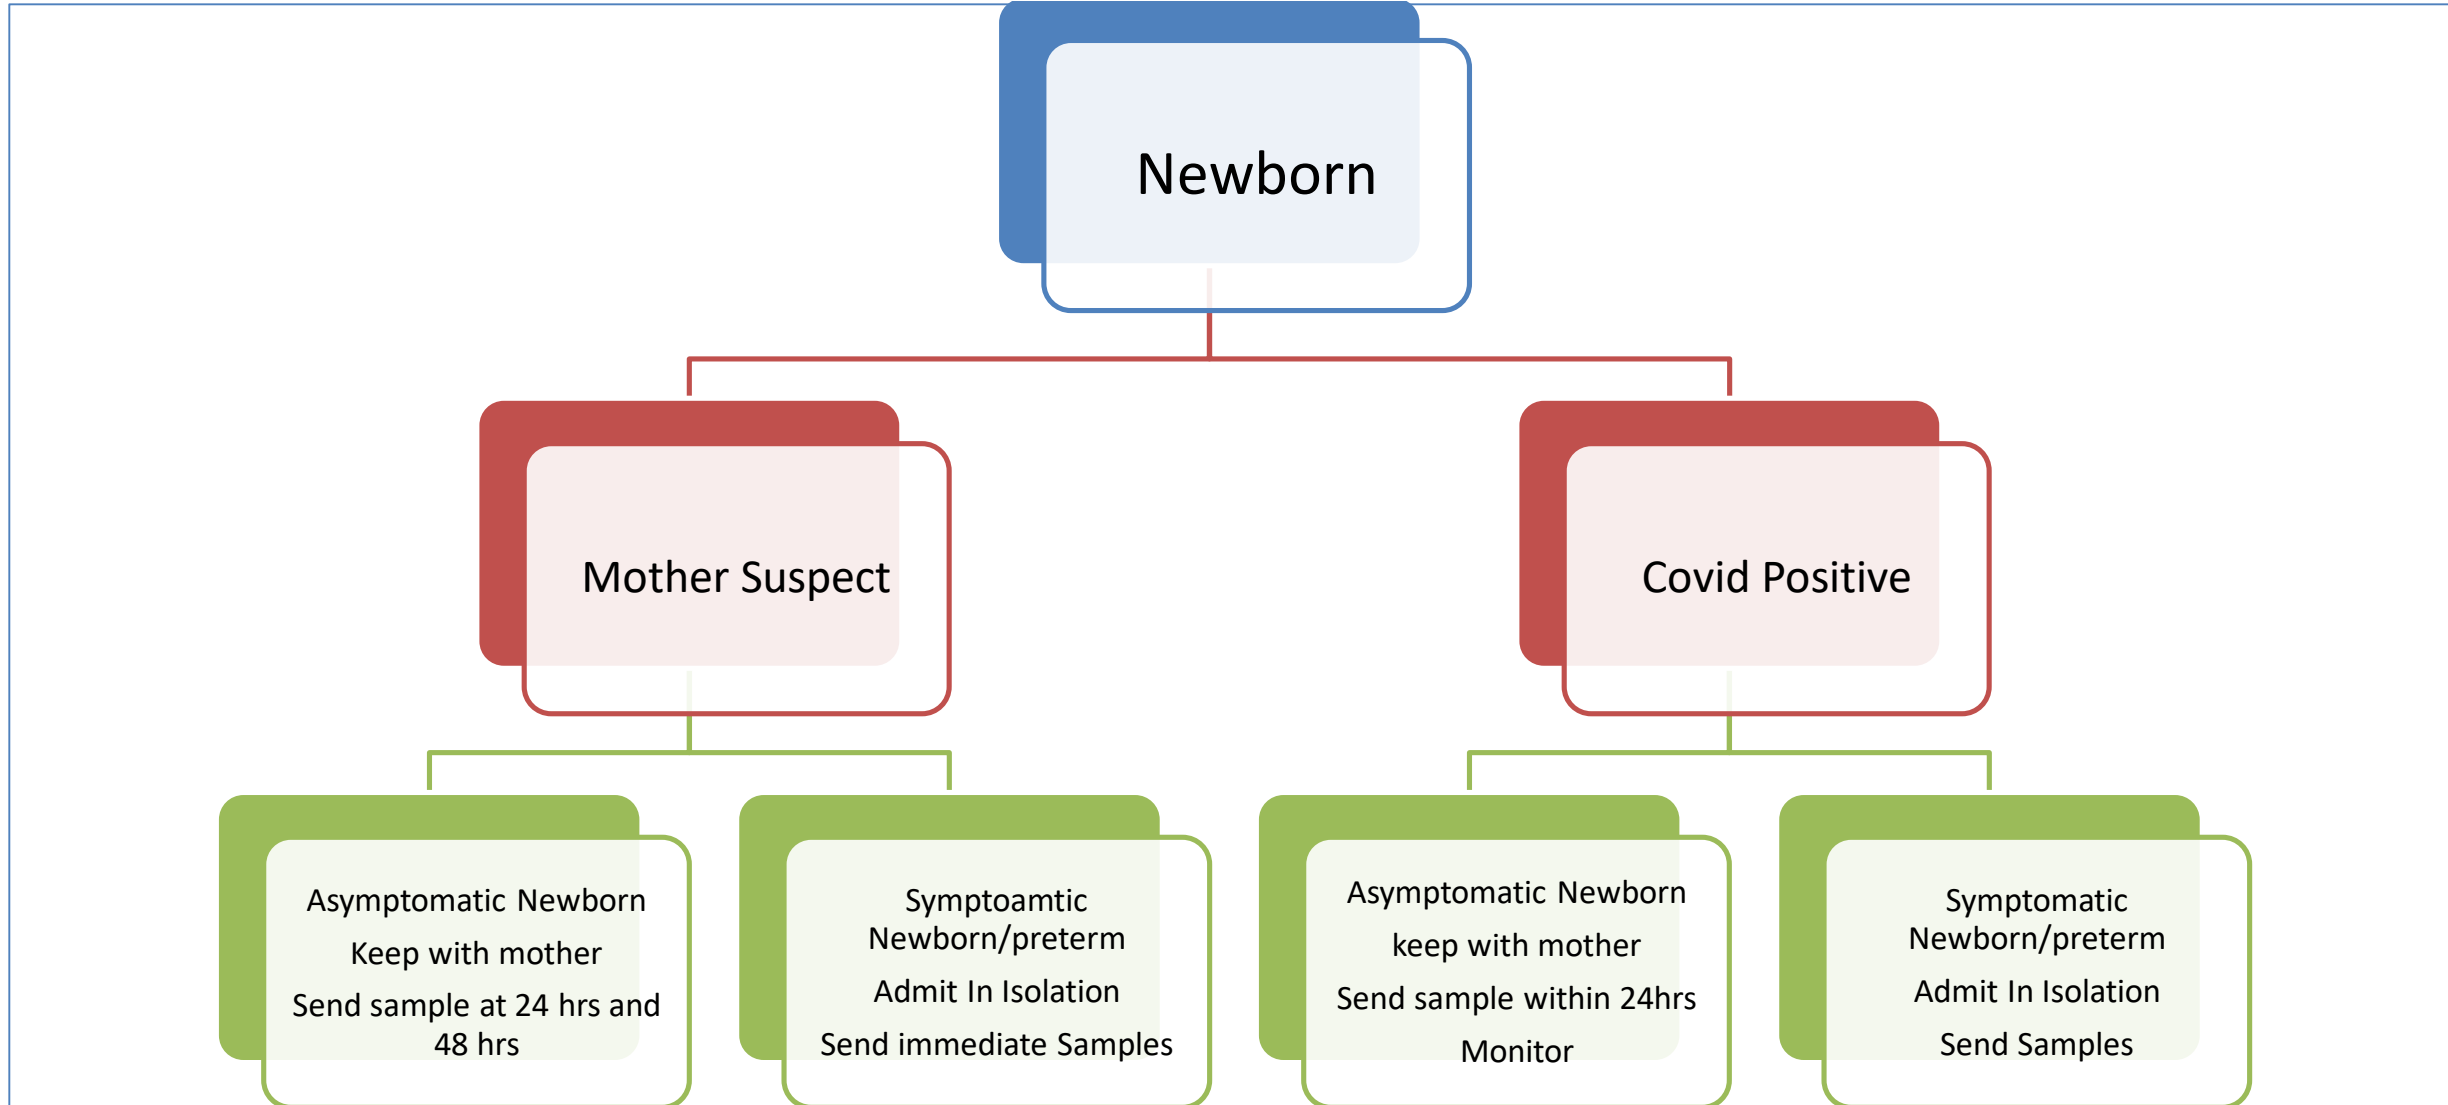 Newborn
Mother Suspect
Covid Positive
Asymptomatic Newborn
Keep with mother
Send sample at 24 hrs and
48 hrs
Symptoamtic
Newborn/preterm
Admit In Isolation
Send immediate Samples
Asymptomatic Newborn
keep with mother
Send sample within 24hrs
Monitor
Symptomatic
Newborn/preterm
Admit In Isolation
Send Samples